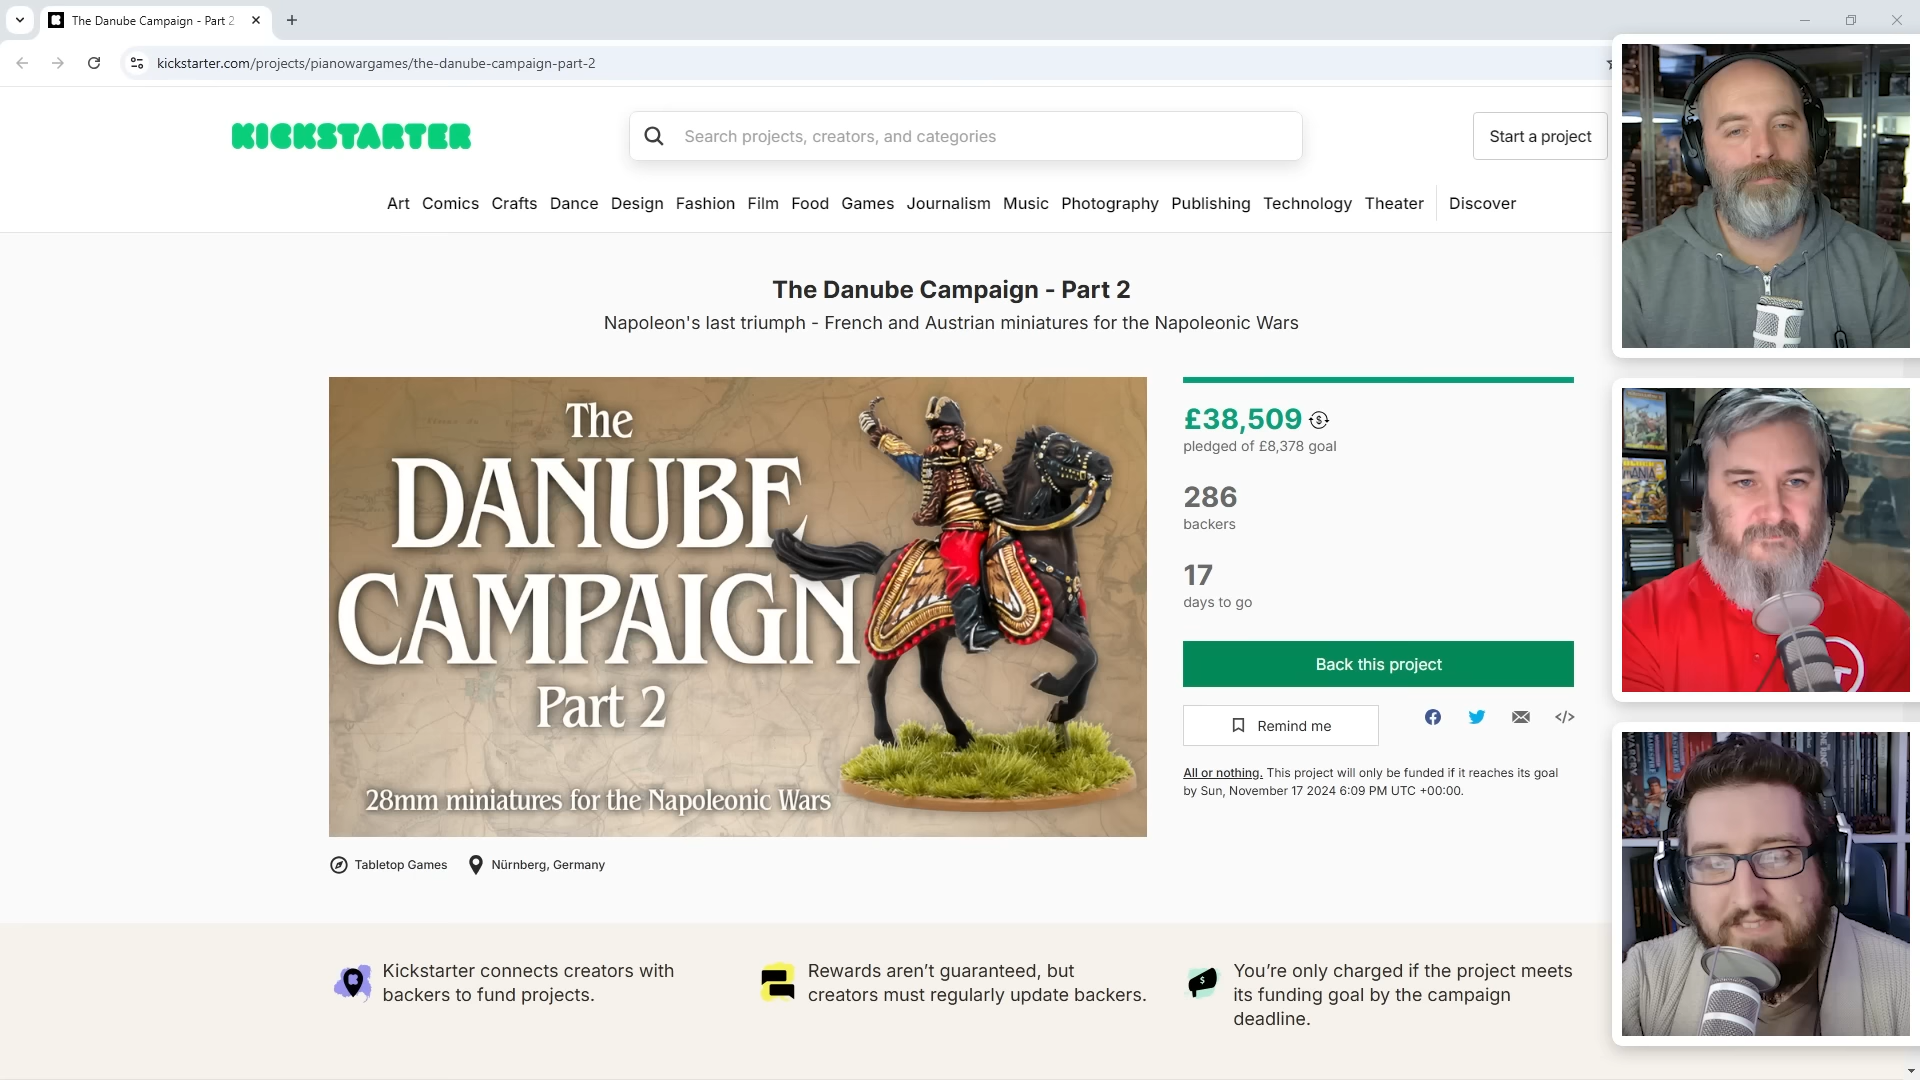 The Danube Campaign - Part 2
kickstarter.com/projects/pianowargames/the-danube-campaign-part-2
KICKSTARTER
Search projects, creators, and categories
Start a project
Art Comics Crafts Dance Design Fashion Film Food Games Journalism Music Photography Publishing Technology Theater Discover
The Danube Campaign - Part 2
Napoleon's last triumph - French and Austrian miniatures for the Napoleonic Wars
The
DANUBE
CAMPAIGN
Part 2
28mm miniatures for the Napoleonic Wars
£38,509
pledged of £8,378 goal
286
backers
17
days to go
Back this project
Remind me
All or nothing. This project will only be funded if it reaches its goal
by Sun, November 17 2024 6:09 PM UTC +00:00.
Tabletop Games
Nürnberg, Germany
Kickstarter connects creators with
backers to fund projects.
Rewards aren’t guaranteed, but
creators must regularly update backers.
You’re only charged if the project meets
its funding goal by the campaign
deadline.